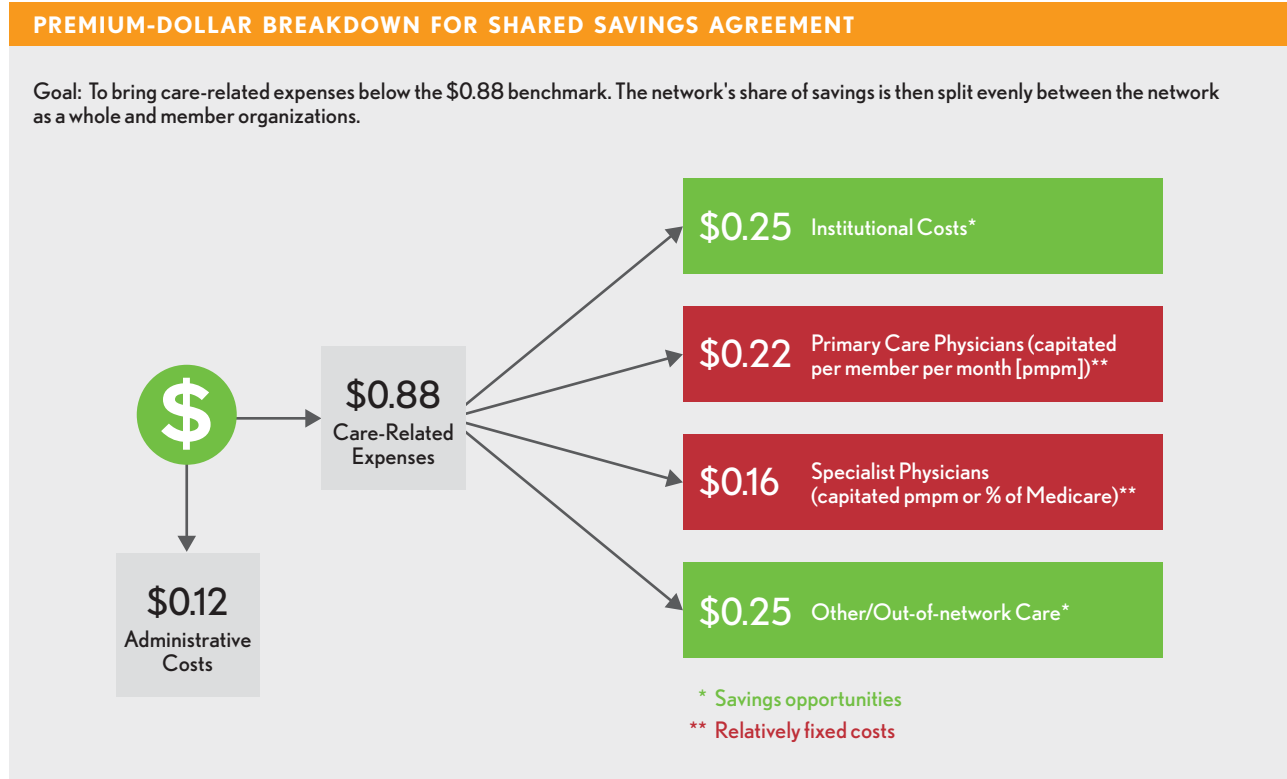 PREMIUM-DOLLAR BREAKDOWN FOR SHARED SAVINGS AGREEMENT
Goal: To bring care-related expenses below the $0.88 benchmark. The network's share of savings is then split evenly between the network
as a whole and member organizations.
$0.25 Institutional Costs*
$0.22 Primary Care Physicians (capitated
per member per month [pmpm])**
$
$0.88
Care-Related
Expenses
$0.16 Specialist Physicians
(capitated pmpm or % of Medicare)**
$0.12
Administrative
Costs
$0.25 Other/Out-of-network Care*
* Savings opportunities
** Relatively fixed costs